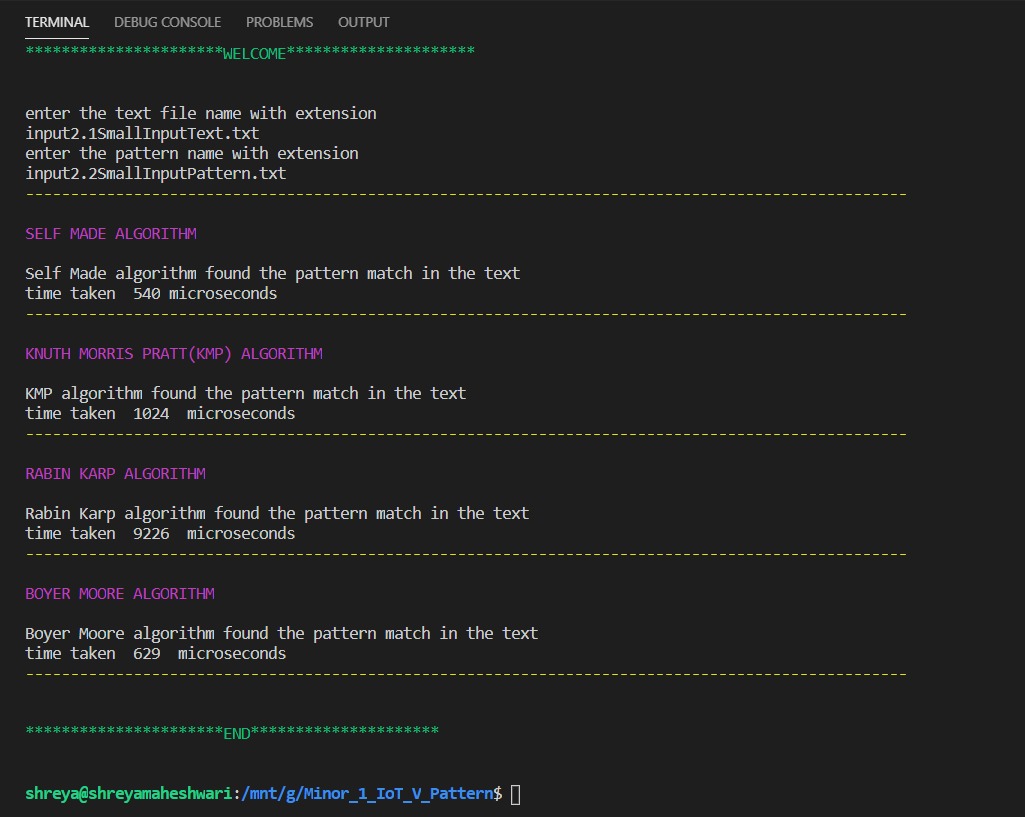 TERMINAL DEBUG CONSOLE PROBLEMS OUTPUT
**********************WELCOME*********************
enter the text file name with extension
input2.1SmallInputText.txt
enter the pattern name with extension
input2.2SmallInputPattern.txt
--------------------------------------------------------------------------------------------------
SELF MADE ALGORITHM
Self Made algorithm found the pattern match in the text
time taken  540 microseconds
--------------------------------------------------------------------------------------------------
KNUTH MORRIS PRATT(KMP) ALGORITHM
KMP algorithm found the pattern match in the text
time taken  1024  microseconds
--------------------------------------------------------------------------------------------------
RABIN KARP ALGORITHM
Rabin Karp algorithm found the pattern match in the text
time taken  9226  microseconds
--------------------------------------------------------------------------------------------------
BOYER MOORE ALGORITHM
Boyer Moore algorithm found the pattern match in the text
time taken  629  microseconds
--------------------------------------------------------------------------------------------------
**********************END*********************
shreya@shreyamaheshwari:/mnt/g/Minor_1_IoT_V_Pattern$